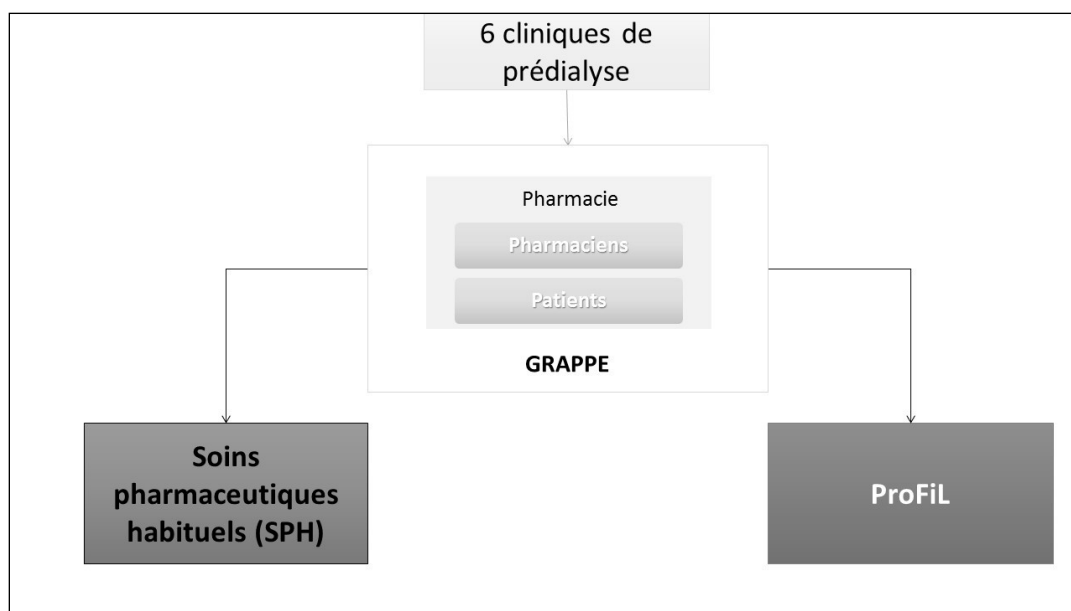 6 cliniques de
prédialyse
Pharmacie
Pharmaciens
Patients
GRAPPE
Soins
pharmaceutiques
habituels (SPH)
ProFiL